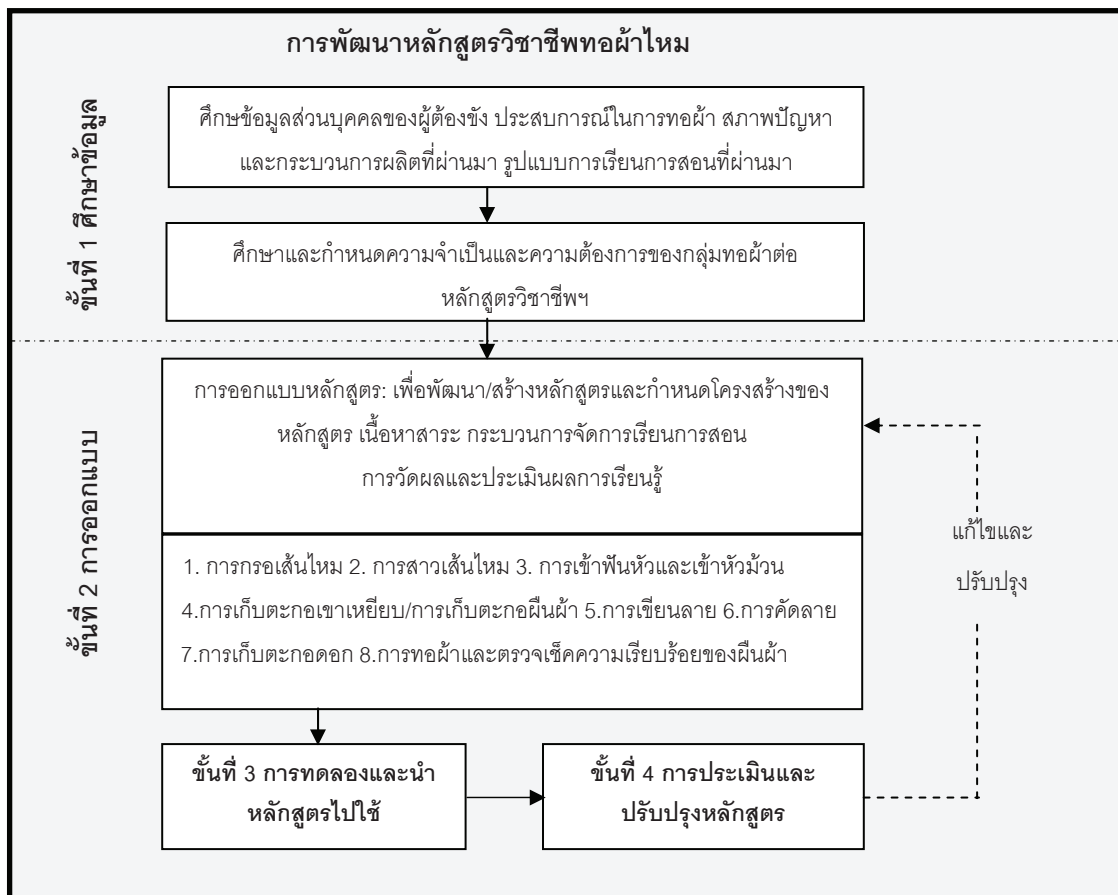 การพัฒนาหลักสูตรวิชาชีพทอผ้าไหม
ขั้นที่ 1 ศึกษาข้อมูล
ศึกษข้อมูลส่วนบุคคลของผู้ต้องขัง ประสบการณ์ในการทอผ้า สภาพปัญหา
และกระบวนการผลิตที่ผ่านมา รูปแบบการเรียนการสอนที่ผ่านมา
ศึกษาและกำหนดความจำเป็นและความต้องการของกลุ่มทอผ้าต่อ
หลักสูตรวิชาชีพฯ
ขั้นที่ 2 การออกแบบ
การออกแบบหลักสูตร: เพื่อพัฒนา/สร้างหลักสูตรและกำหนดโครงสร้างของ
หลักสูตร เนื้อหาสาระ กระบวนการจัดการเรียนการสอน
การวัดผลและประเมินผลการเรียนรู้
1. การกรอเส้นไหม 2. การสาวเส้นไหม 3. การเข้าฟันหัวและเข้าหัวม้วน
4.การเก็บตะกอเขาเหยียบ/การเก็บตะกอผืนผ้า 5.การเขียนลาย 6.การคัดลาย
7.การเก็บตะกอดอก 8.การทอผ้าและตรวจเช็คความเรียบร้อยของผืนผ้า
แก้ไขและ
ปรับปรุง
ขั้นที่ 3 การทดลองและนำ
หลักสูตรไปใช้
ขั้นที่ 4 การประเมินและ
ปรับปรุงหลักสูตร